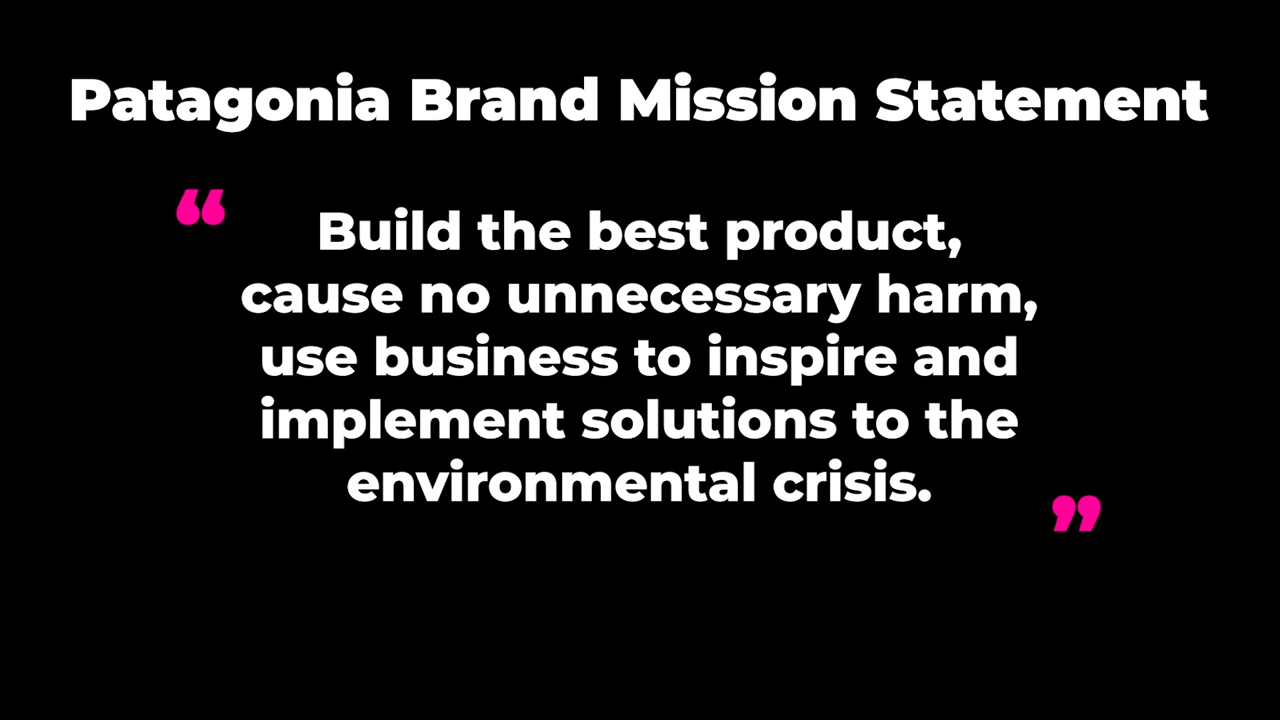 Patagonia Brand Mission Statement
“
Build the best product,
cause no unnecessary harm,
use business to inspire and
implement solutions to the
environmental crisis.
”